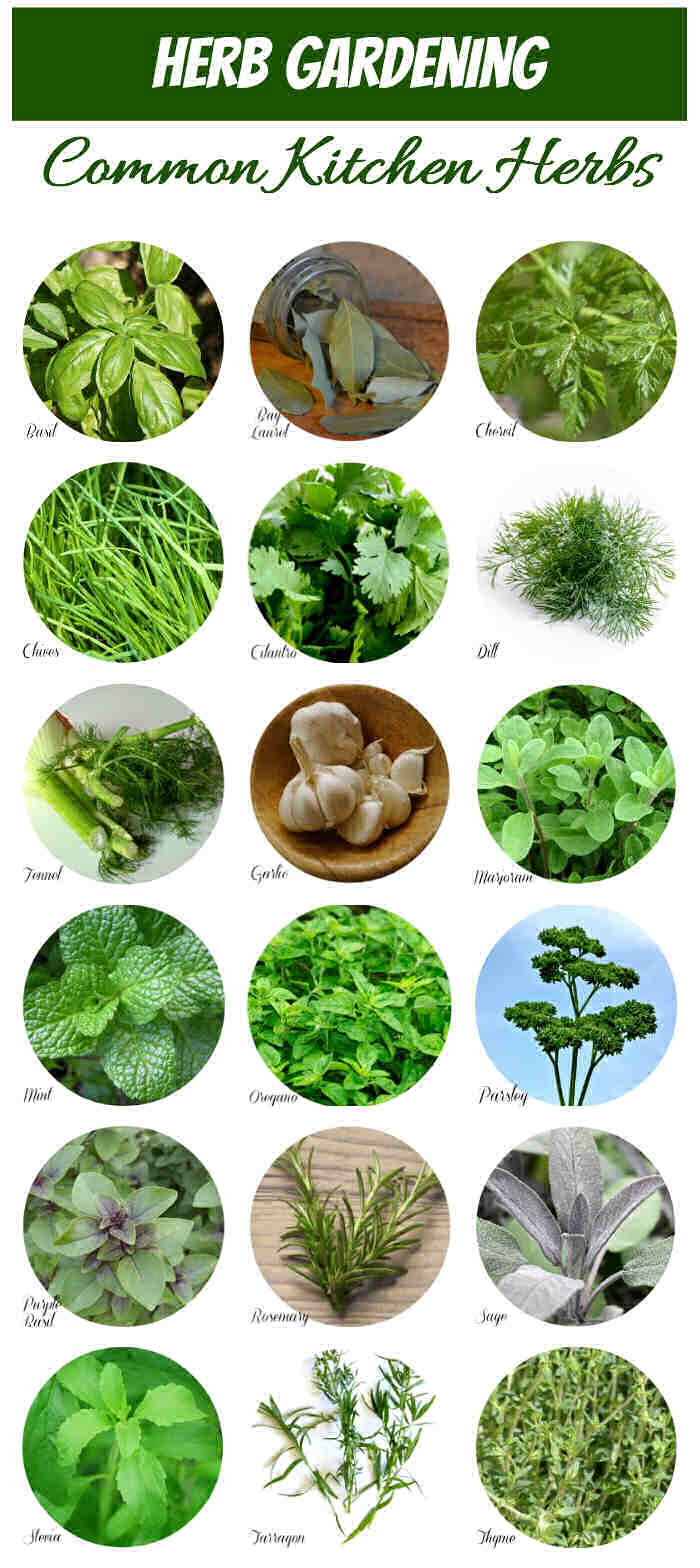 HERB GARDENING
Common Kitchen Herbs
Basil
Bay
Laurel
Chervil
Chives
Cilantro
Dill
Fennel
Garlic
Marjoram
Mint
Oregano
Parsley
Purple
Basil
Rosemary
Sage
Stevia
Tarragon
Thyme